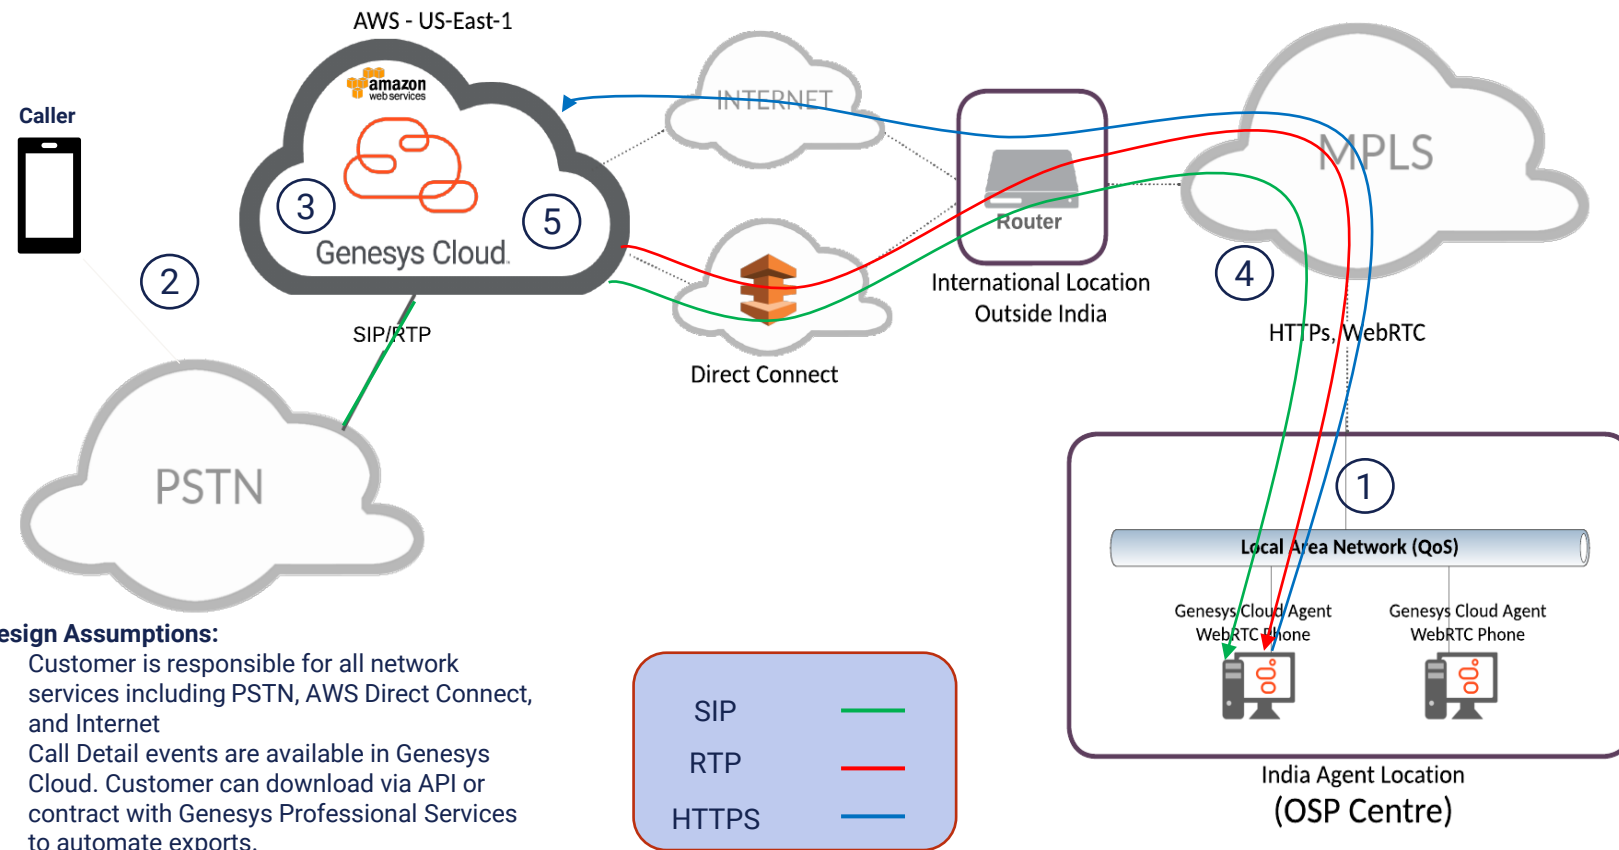 AWS - US-East-1
Caller
amazon
web services
INTERNET
MPLS
3
5
Genesys Cloud
2
Router
4
International Location
Outside India
SIP/RTP
HTTPs, WebRTC
Direct Connect
PSTN
1
Local Area Network (QoS)
Genesys Cloud Agent
WebRTC Phone
Genesys Cloud Agent
WebRTC Phone
esign Assumptions:
Customer is responsible for all network
services including PSTN, AWS Direct Connect,
and Internet
Call Detail events are available in Genesys
Cloud. Customer can download via API or
contract with Genesys Professional Services
to automate exports.
SIP
RTP
HTTPS
India Agent Location
(OSP Centre)